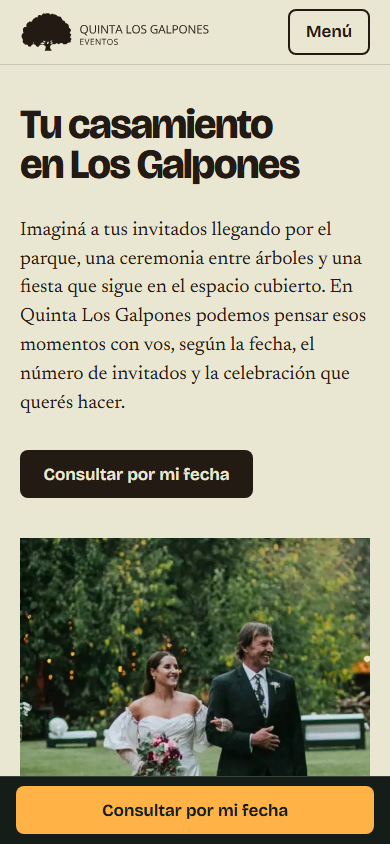 QUINTA LOS GALPONES
EVENTOS
Menú
Tu casamiento
en Los Galpones
Imaginá a tus invitados llegando por el
parque, una ceremonia entre árboles y una
fiesta que sigue en el espacio cubierto. En
Quinta Los Galpones podemos pensar esos
momentos con vos, según la fecha, el
número de invitados y la celebración que
querés hacer.
Consultar por mi fecha
Consultar por mi fecha